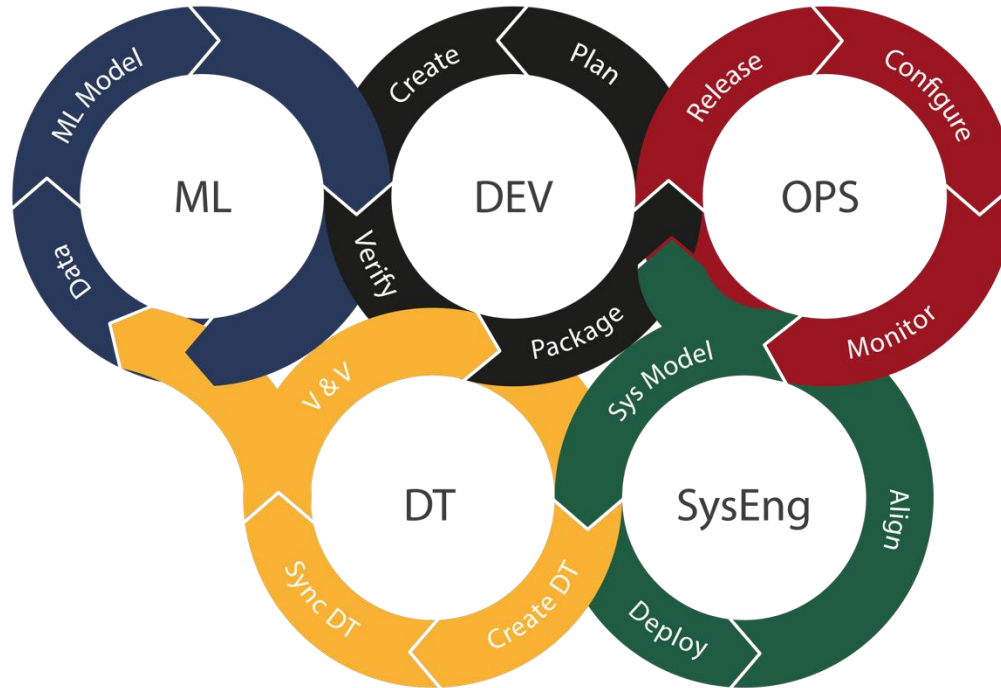 ML Model
Data
ML
Create
Plan
Verify
Package
DEV
Release
Configure
Monitor
OPS
V & V
Sync DT
Create DT
DT
Sys Model
Align
Deploy
SysEng